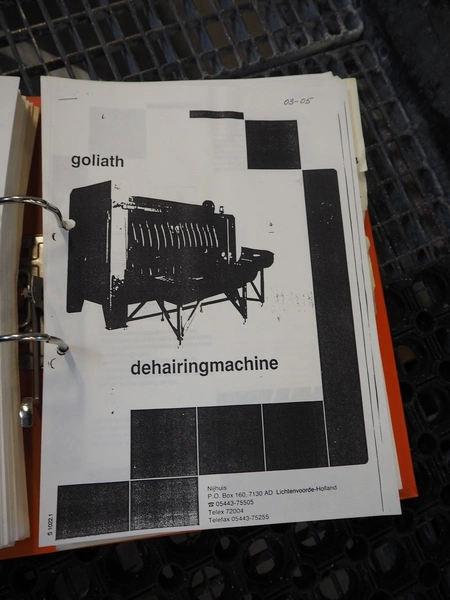 03-05
goliath
dehairingmachine
Nijhuis
P.O. Box 160, 7130 AD Lichtenvoorde-Holland
☎ 05443-75505
Telex 72004
Telefax 05443-75255
S 1022.1